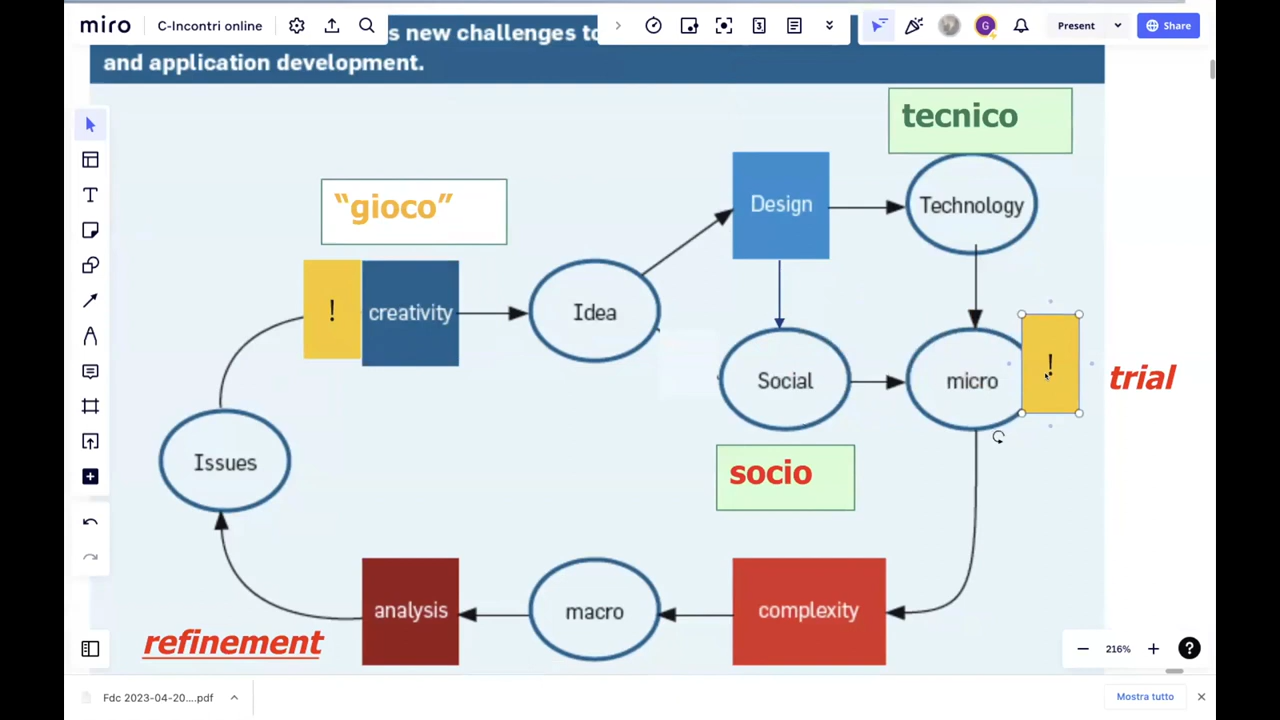 miro
C-Incontri online
Present
Share
s new challenges to
and application development.
tecnico
"gioco"
Design
Technology
!
creativity
Idea
!
Social
micro
trial
Issues
socio
analysis
macro
complexity
refinement
216%
?
Fdc 2023-04-20....pdf
Mostra tutto
G
3